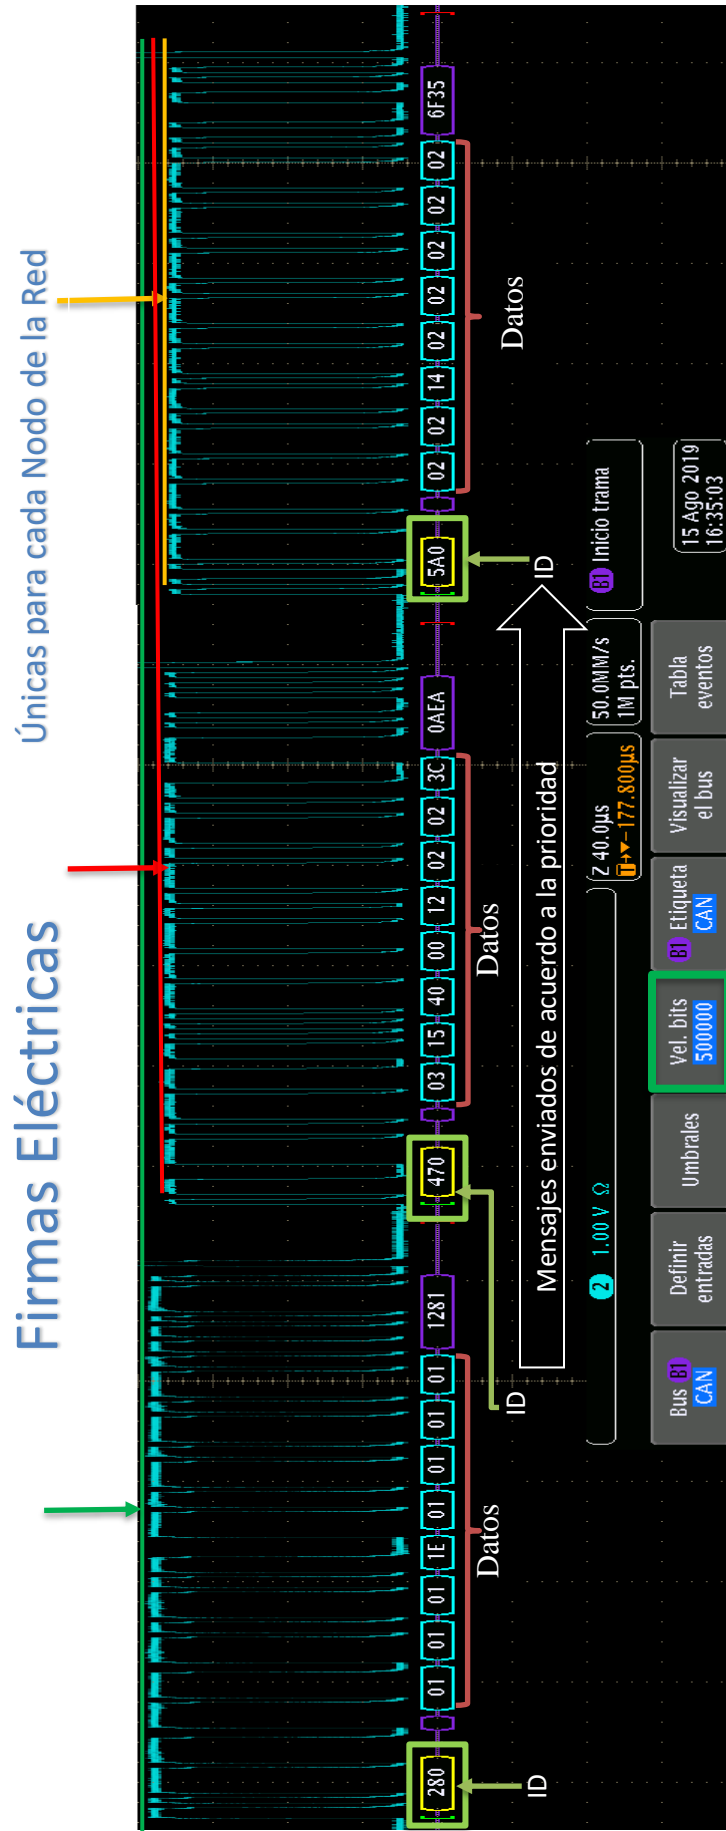 Firmas Eléctricas
Únicas para cada Nodo de la Red
280
01
01
01
1E
01
01
01
01
1281
470
03
15
40
00
12
02
02
3C
0AEA
5A0
02
02
14
02
02
02
02
02
6F35
ID
Datos
ID
Datos
ID
Datos
Mensajes enviados de acuerdo a la prioridad
2 1.00 V Ω
Z 40.0µs
T→▼−177.800µs
50.0MM/s
1M pts.
B1 Inicio trama
Bus B1
CAN
Definir
entradas
Umbrales
Vel. bits
500000
B1 Etiqueta
CAN
Visualizar
el bus
Tabla
eventos
15 Ago 2019
16:35:03